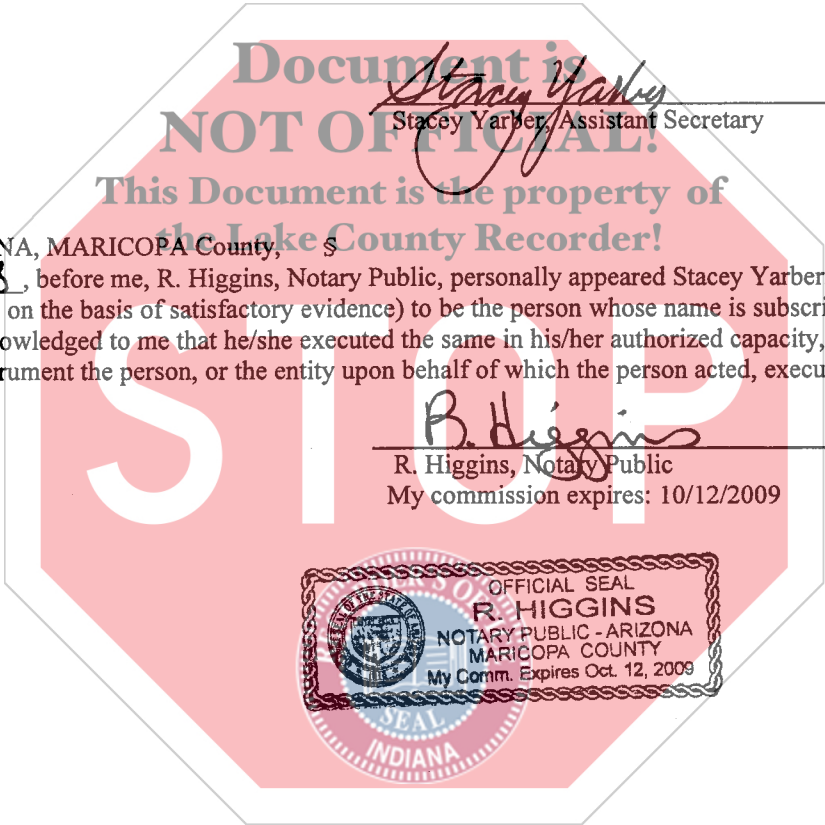 Document is
Stacey Yarber
Stacey Yarber, Assistant Secretary
NOT OFFICIAL!
This Document is the property of
the Lake County Recorder!
NA, MARICOPA County, §
, before me, R. Higgins, Notary Public, personally appeared Stacey Yarber
on the basis of satisfactory evidence) to be the person whose name is subscri
owledged to me that he/she executed the same in his/her authorized capacity,
rument the person, or the entity upon behalf of which the person acted, execu
STOP
R. Higgins
R. Higgins, Notary Public
My commission expires: 10/12/2009
OFFICIAL SEAL
R. HIGGINS
NOTARY PUBLIC - ARIZONA
MARICOPA COUNTY
My Comm. Expires Oct. 12, 2009
SEAL
INDIANA